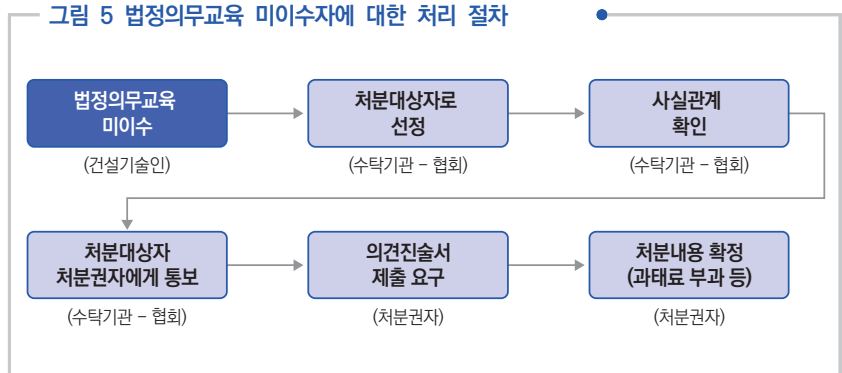 그림 5 법정의무교육 미이수자에 대한 처리 절차
법정의무교육
미이수
(건설기술인)
처분대상자로
선정
(수탁기관 - 협회)
사실관계
확인
(수탁기관 - 협회)
처분대상자
처분권자에게 통보
(수탁기관 - 협회)
의견진술서
제출 요구
(처분권자)
처분내용 확정
(과태료 부과 등)
(처분권자)